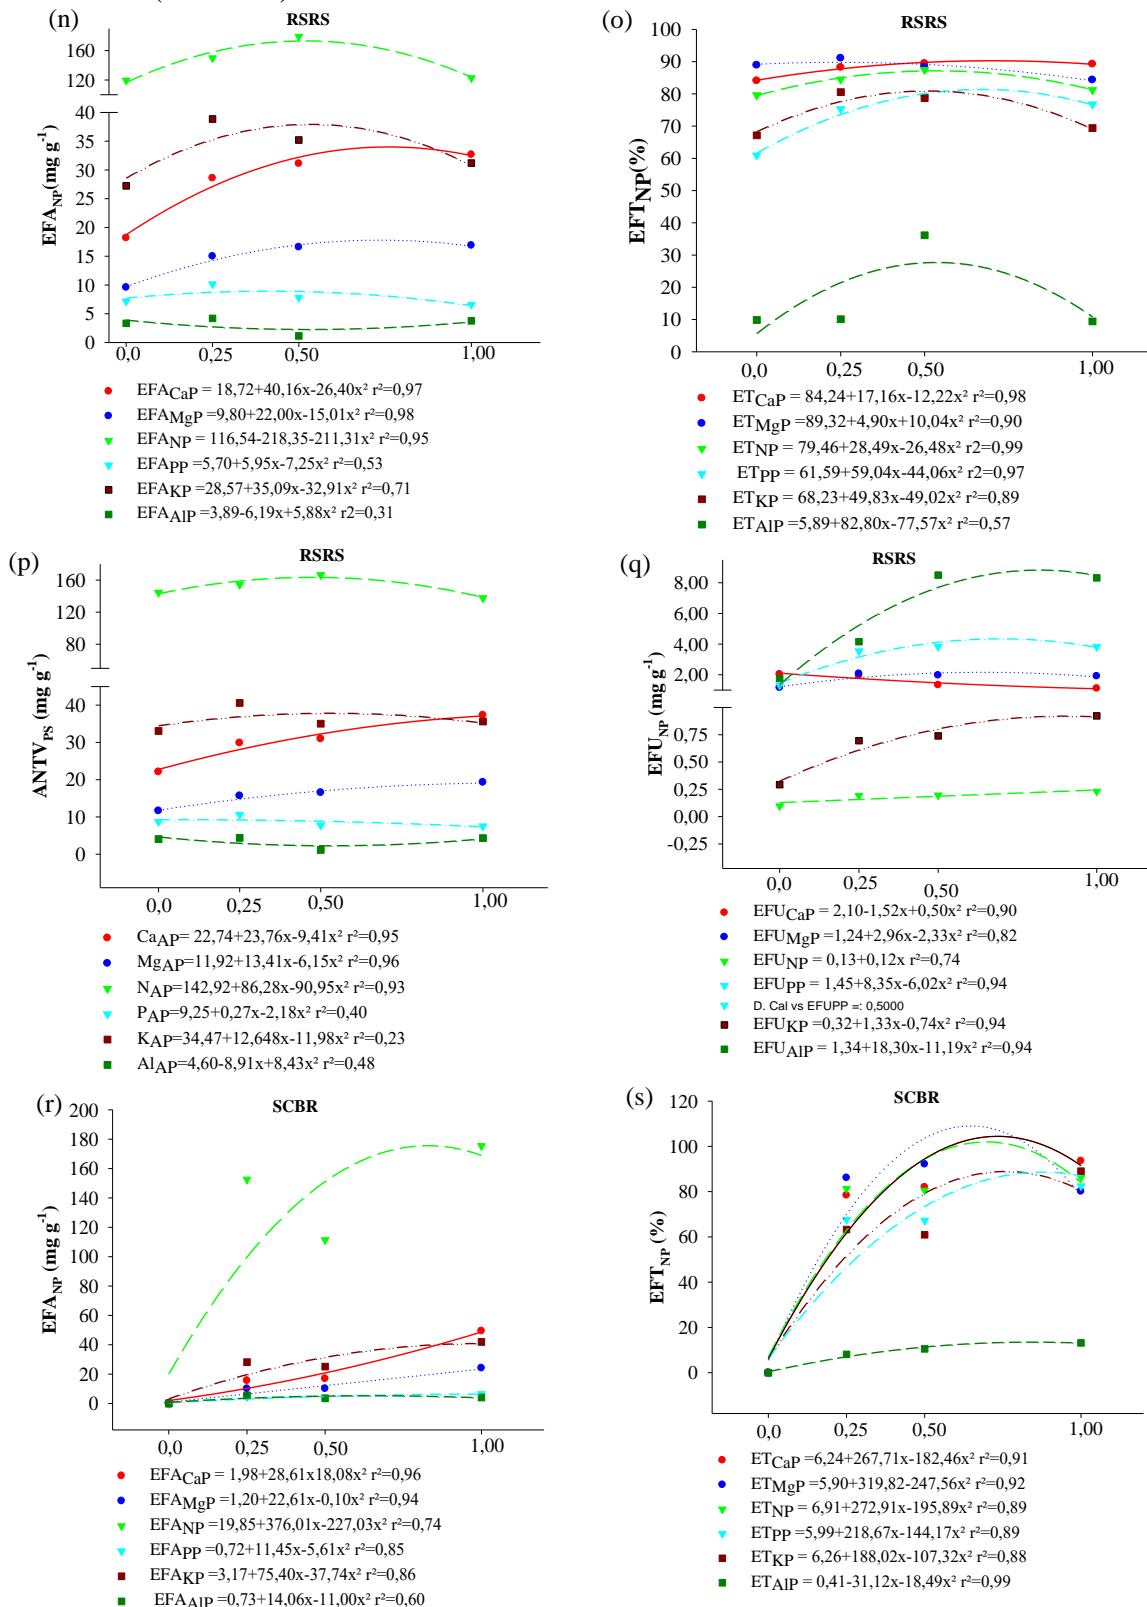 (n)
RSRS
160
120
40
35
30
25
20
15
10
5
0
EFA_NP(mg g⁻¹)
0,0 0,25 0,50 1,00
EFA_CaP = 18,72+40,16x-26,40x² r²=0,97
EFA_MgP =9,80+22,00x-15,01x² r²=0,98
EFA_NP = 116,54-218,35-211,31x² r²=0,95
EFA_PP =5,70+5,95x-7,25x² r²=0,53
EFA_KP =28,57+35,09x-32,91x² r²=0,71
EFA_AlP =3,89-6,19x+5,88x² r2=0,31
(o)
RSRS
100
90
80
70
60
50
40
30
20
10
0
EFT_NP(%)
0,0 0,25 0,50 1,00
ET_CaP = 84,24+17,16x-12,22x² r²=0,98
ET_MgP =89,32+4,90x+10,04x² r²=0,90
ET_NP =79,46+28,49x-26,48x² r2=0,99
ET_PP = 61,59+59,04x-44,06x² r2=0,97
ET_KP = 68,23+49,83x-49,02x² r²=0,89
ET_AlP =5,89+82,80x-77,57x² r²=0,57
(p)
RSRS
160
120
80
40
30
20
10
0
ANTV_PS (mg g⁻¹)
0,0 0,25 0,50 1,00
Ca_AP= 22,74+23,76x-9,41x² r²=0,95
Mg_AP=11,92+13,41x-6,15x² r²=0,96
N_AP=142,92+86,28x-90,95x² r²=0,93
P_AP=9,25+0,27x-2,18x² r²=0,40
K_AP=34,47+12,648x-11,98x² r²=0,23
Al_AP=4,60-8,91x+8,43x² r²=0,48
(q)
RSRS
8,00
6,00
4,00
2,00
0,75
0,50
0,25
0,00
-0,25
EFU_NP (mg g⁻¹)
0,0 0,25 0,50 1,00
EFU_CaP = 2,10-1,52x+0,50x² r²=0,90
EFU_MgP =1,24+2,96x-2,33x² r²=0,82
EFU_NP = 0,13+0,12x r²=0,74
EFU_PP = 1,45+8,35x-6,02x² r²=0,94
D. Cal vs EFUPP =: 0,5000
EFU_KP =0,32+1,33x-0,74x² r²=0,94
EFU_AlP = 1,34+18,30x-11,19x² r²=0,94
(r)
SCBR
200
180
160
140
120
100
80
60
40
20
0
EFA_NP (mg g⁻¹)
0,0 0,25 0,50 1,00
EFA_CaP = 1,98+28,61x18,08x² r²=0,96
EFA_MgP =1,20+22,61x-0,10x² r²=0,94
EFA_NP =19,85+376,01x-227,03x² r²=0,74
EFA_PP =0,72+11,45x-5,61x² r²=0,85
EFA_KP =3,17+75,40x-37,74x² r²=0,86
EFA_AlP =0,73+14,06x-11,00x² r²=0,60
(s)
SCBR
120
100
80
60
40
20
0
EFT_NP (%)
0,0 0,25 0,50 1,00
ET_CaP =6,24+267,71x-182,46x² r²=0,91
ET_MgP =5,90+319,82-247,56x² r²=0,92
ET_NP =6,91+272,91x-195,89x² r²=0,89
ET_PP =5,99+218,67x-144,17x² r²=0,89
ET_KP = 6,26+188,02x-107,32x² r²=0,88
ET_AlP =0,41-31,12x-18,49x² r²=0,99